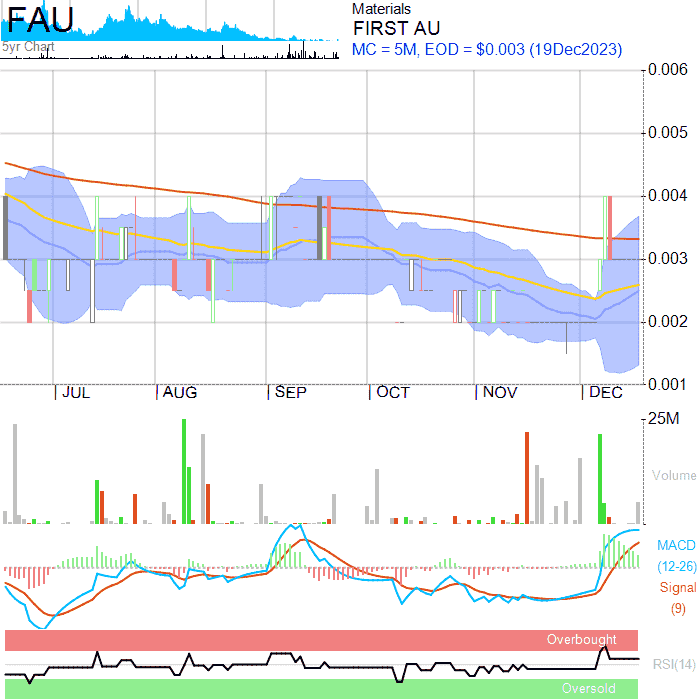 FAU
5yr Chart
Materials
FIRST AU
MC = 5M, EOD = $0.003 (19Dec2023)
0.006
0.005
0.004
0.003
0.002
0.001
JUL
AUG
SEP
OCT
NOV
DEC
25M
Volume
MACD
(12-26)
Signal
(9)
Overbought
RSI(14)
Oversold